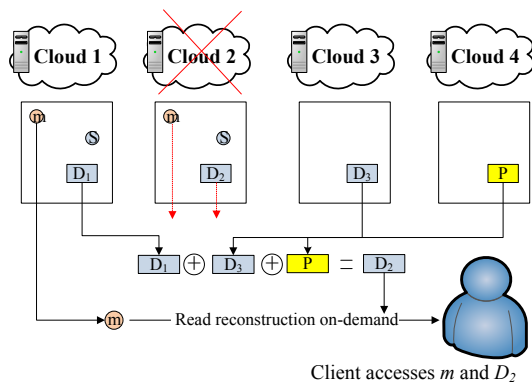 Cloud 1 Cloud 2 Cloud 3 Cloud 4
m m
S S
D1 D2 D3 P
D1 + D3 + P = D2
m Read reconstruction on-demand
Client accesses m and D2